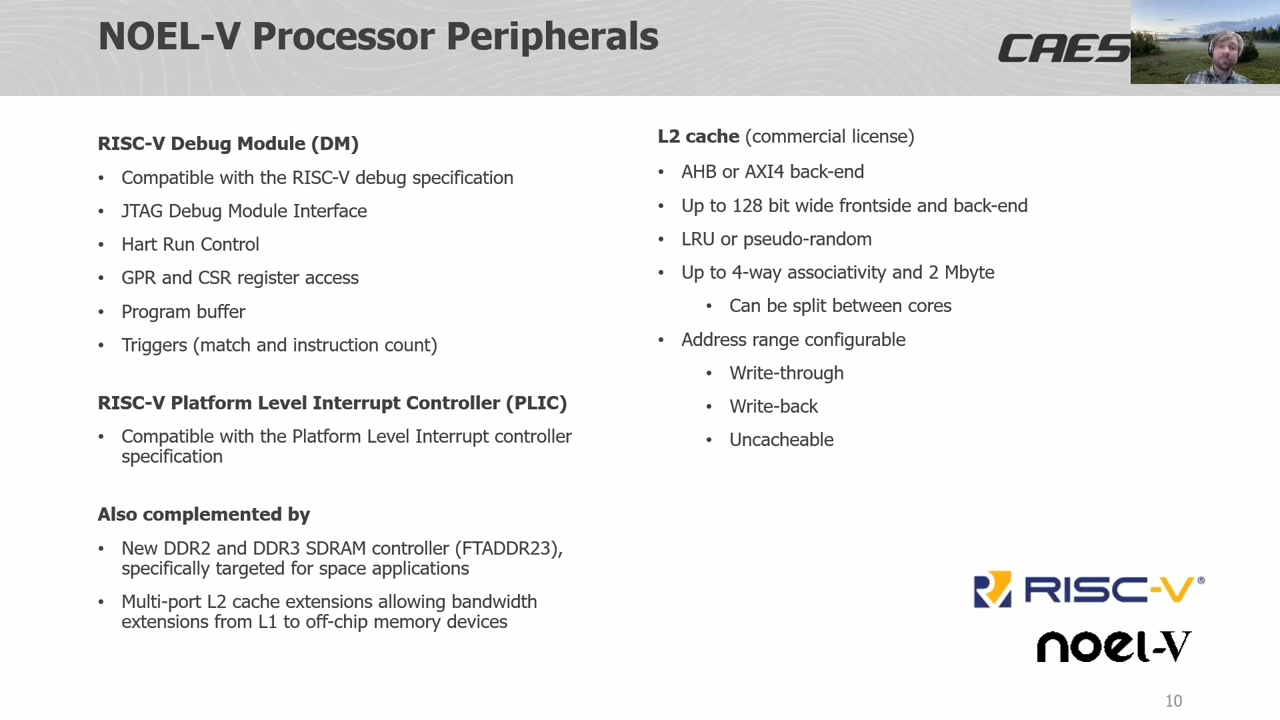 NOEL-V Processor Peripherals
CAES
RISC-V Debug Module (DM)
• Compatible with the RISC-V debug specification
• JTAG Debug Module Interface
• Hart Run Control
• GPR and CSR register access
• Program buffer
• Triggers (match and instruction count)
RISC-V Platform Level Interrupt Controller (PLIC)
• Compatible with the Platform Level Interrupt controller
specification
Also complemented by
• New DDR2 and DDR3 SDRAM controller (FTADDR23),
specifically targeted for space applications
• Multi-port L2 cache extensions allowing bandwidth
extensions from L1 to off-chip memory devices
L2 cache (commercial license)
• AHB or AXI4 back-end
• Up to 128 bit wide frontside and back-end
• LRU or pseudo-random
• Up to 4-way associativity and 2 Mbyte
• Can be split between cores
• Address range configurable
• Write-through
• Write-back
• Uncacheable
RISC-V®
noel-V
10